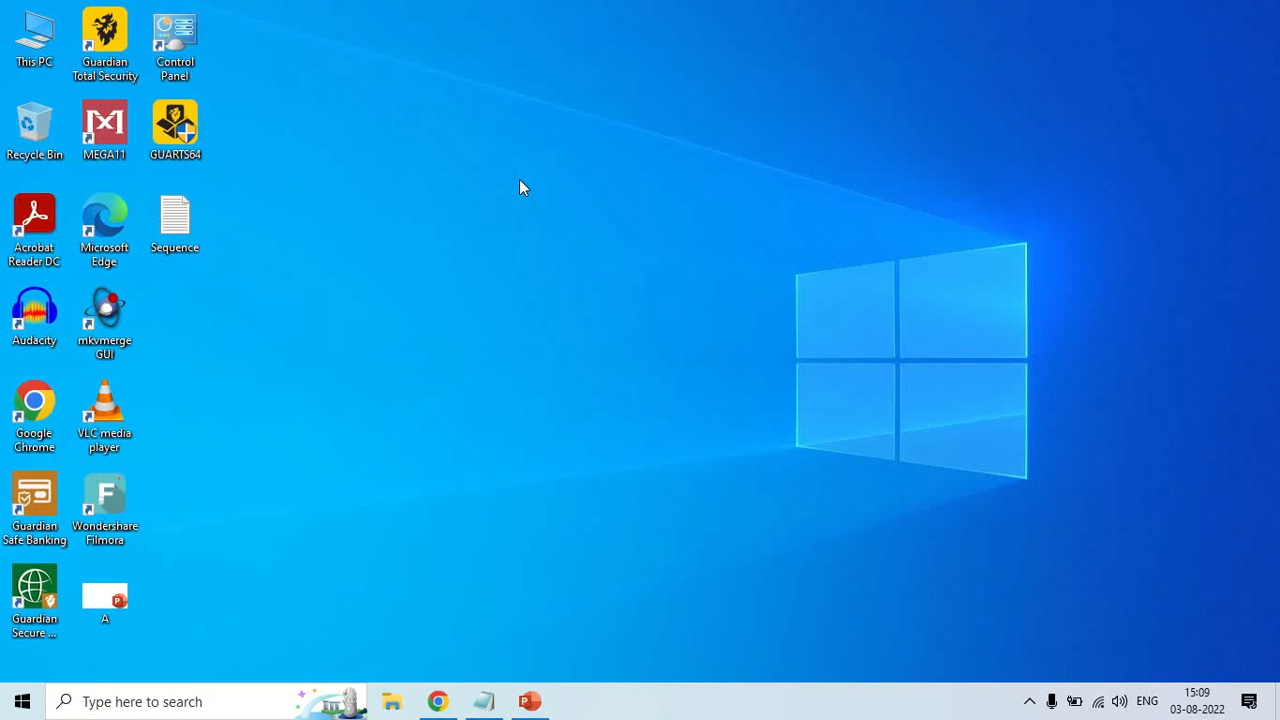 This PC
Guardian
Total Security
Control
Panel
Recycle Bin
MEGA11
GUARTS64
Acrobat
Reader DC
Microsoft
Edge
Sequence
Audacity
mkvmerge
GUI
Google
Chrome
VLC media
player
Guardian
Safe Banking
Wondershare
Filmora
Guardian
Secure ...
A
Type here to search
ENG
15:09
03-08-2022